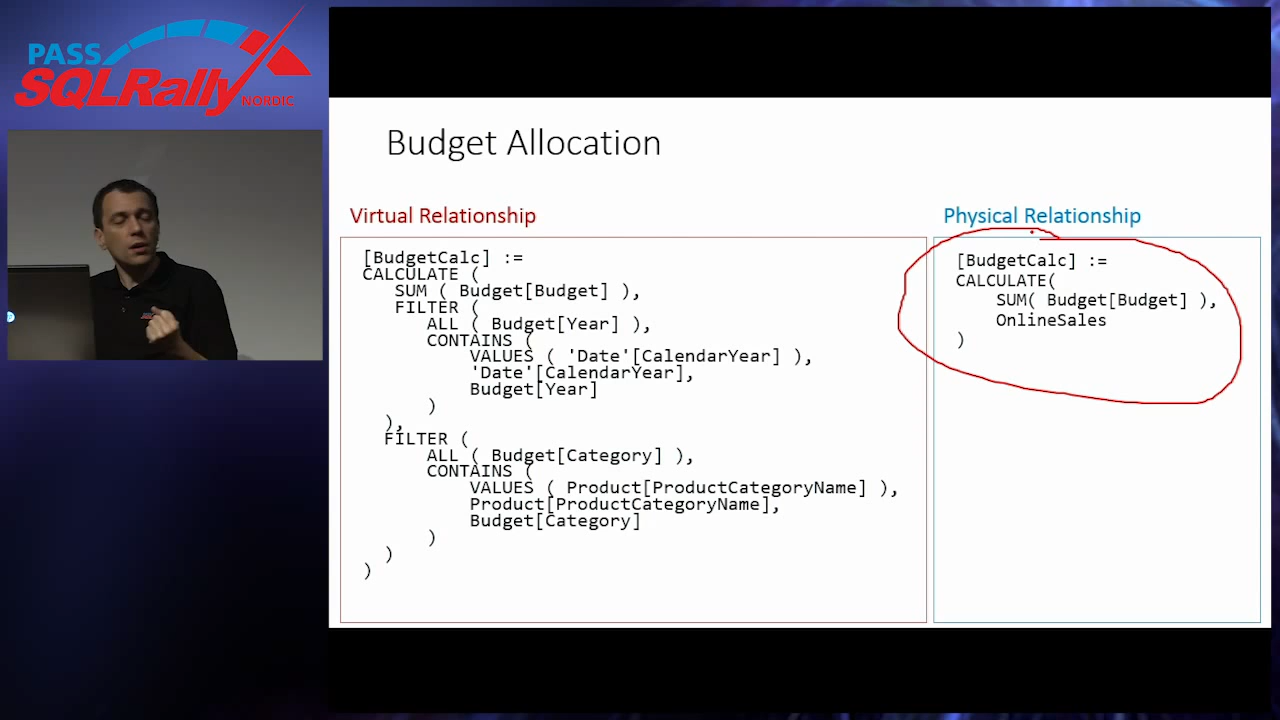 PASS
SQLRally
NORDIC
Budget Allocation
Virtual Relationship
[BudgetCalc] :=
CALCULATE (
SUM ( Budget[Budget] ),
FILTER (
ALL ( Budget[Year] ),
CONTAINS (
VALUES ( 'Date'[CalendarYear] ),
'Date'[CalendarYear],
Budget[Year]
)
),
FILTER (
ALL ( Budget[Category] ),
CONTAINS (
VALUES ( Product[ProductCategoryName] ),
Product[ProductCategoryName],
Budget[Category]
)
)
)
Physical Relationship
[BudgetCalc] :=
CALCULATE(
SUM( Budget[Budget] ),
OnlineSales
)